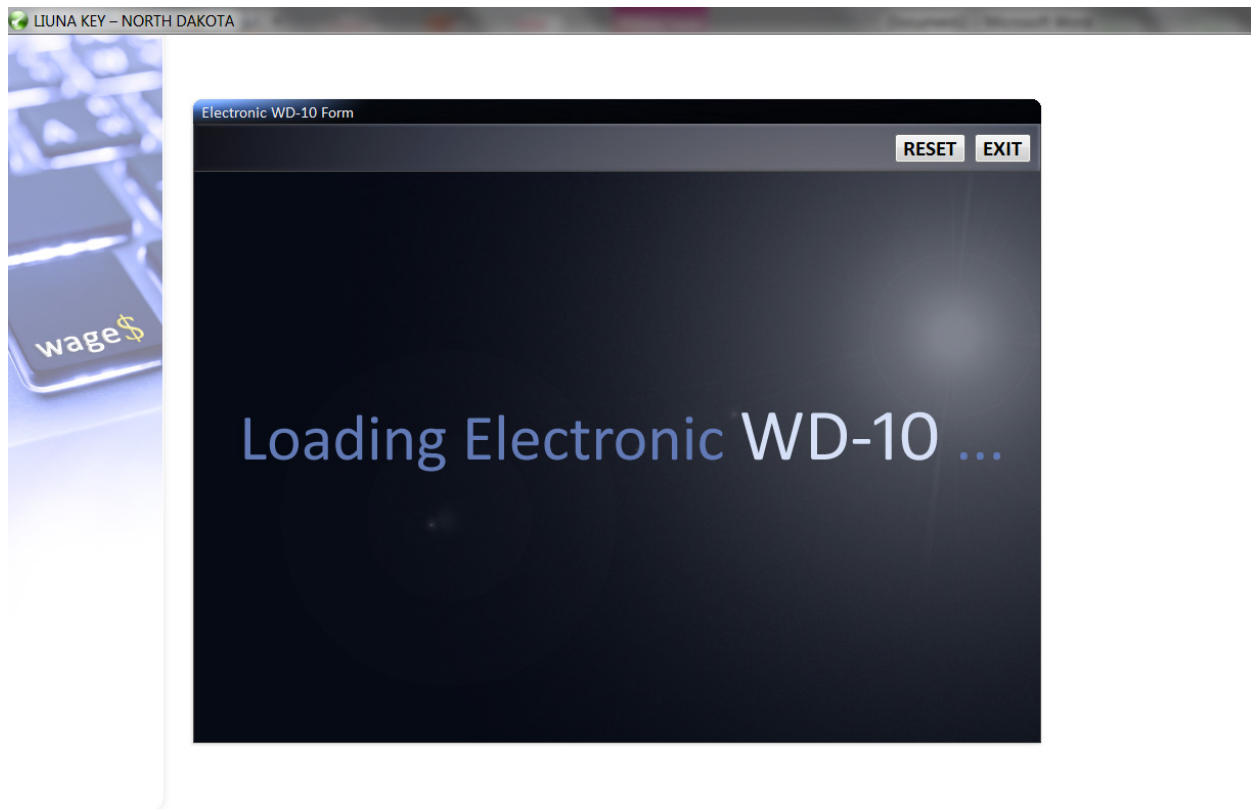 LIUNA KEY – NORTH DAKOTA
Electronic WD-10 Form
RESET EXIT
A
wage$
Loading Electronic WD-10 ...